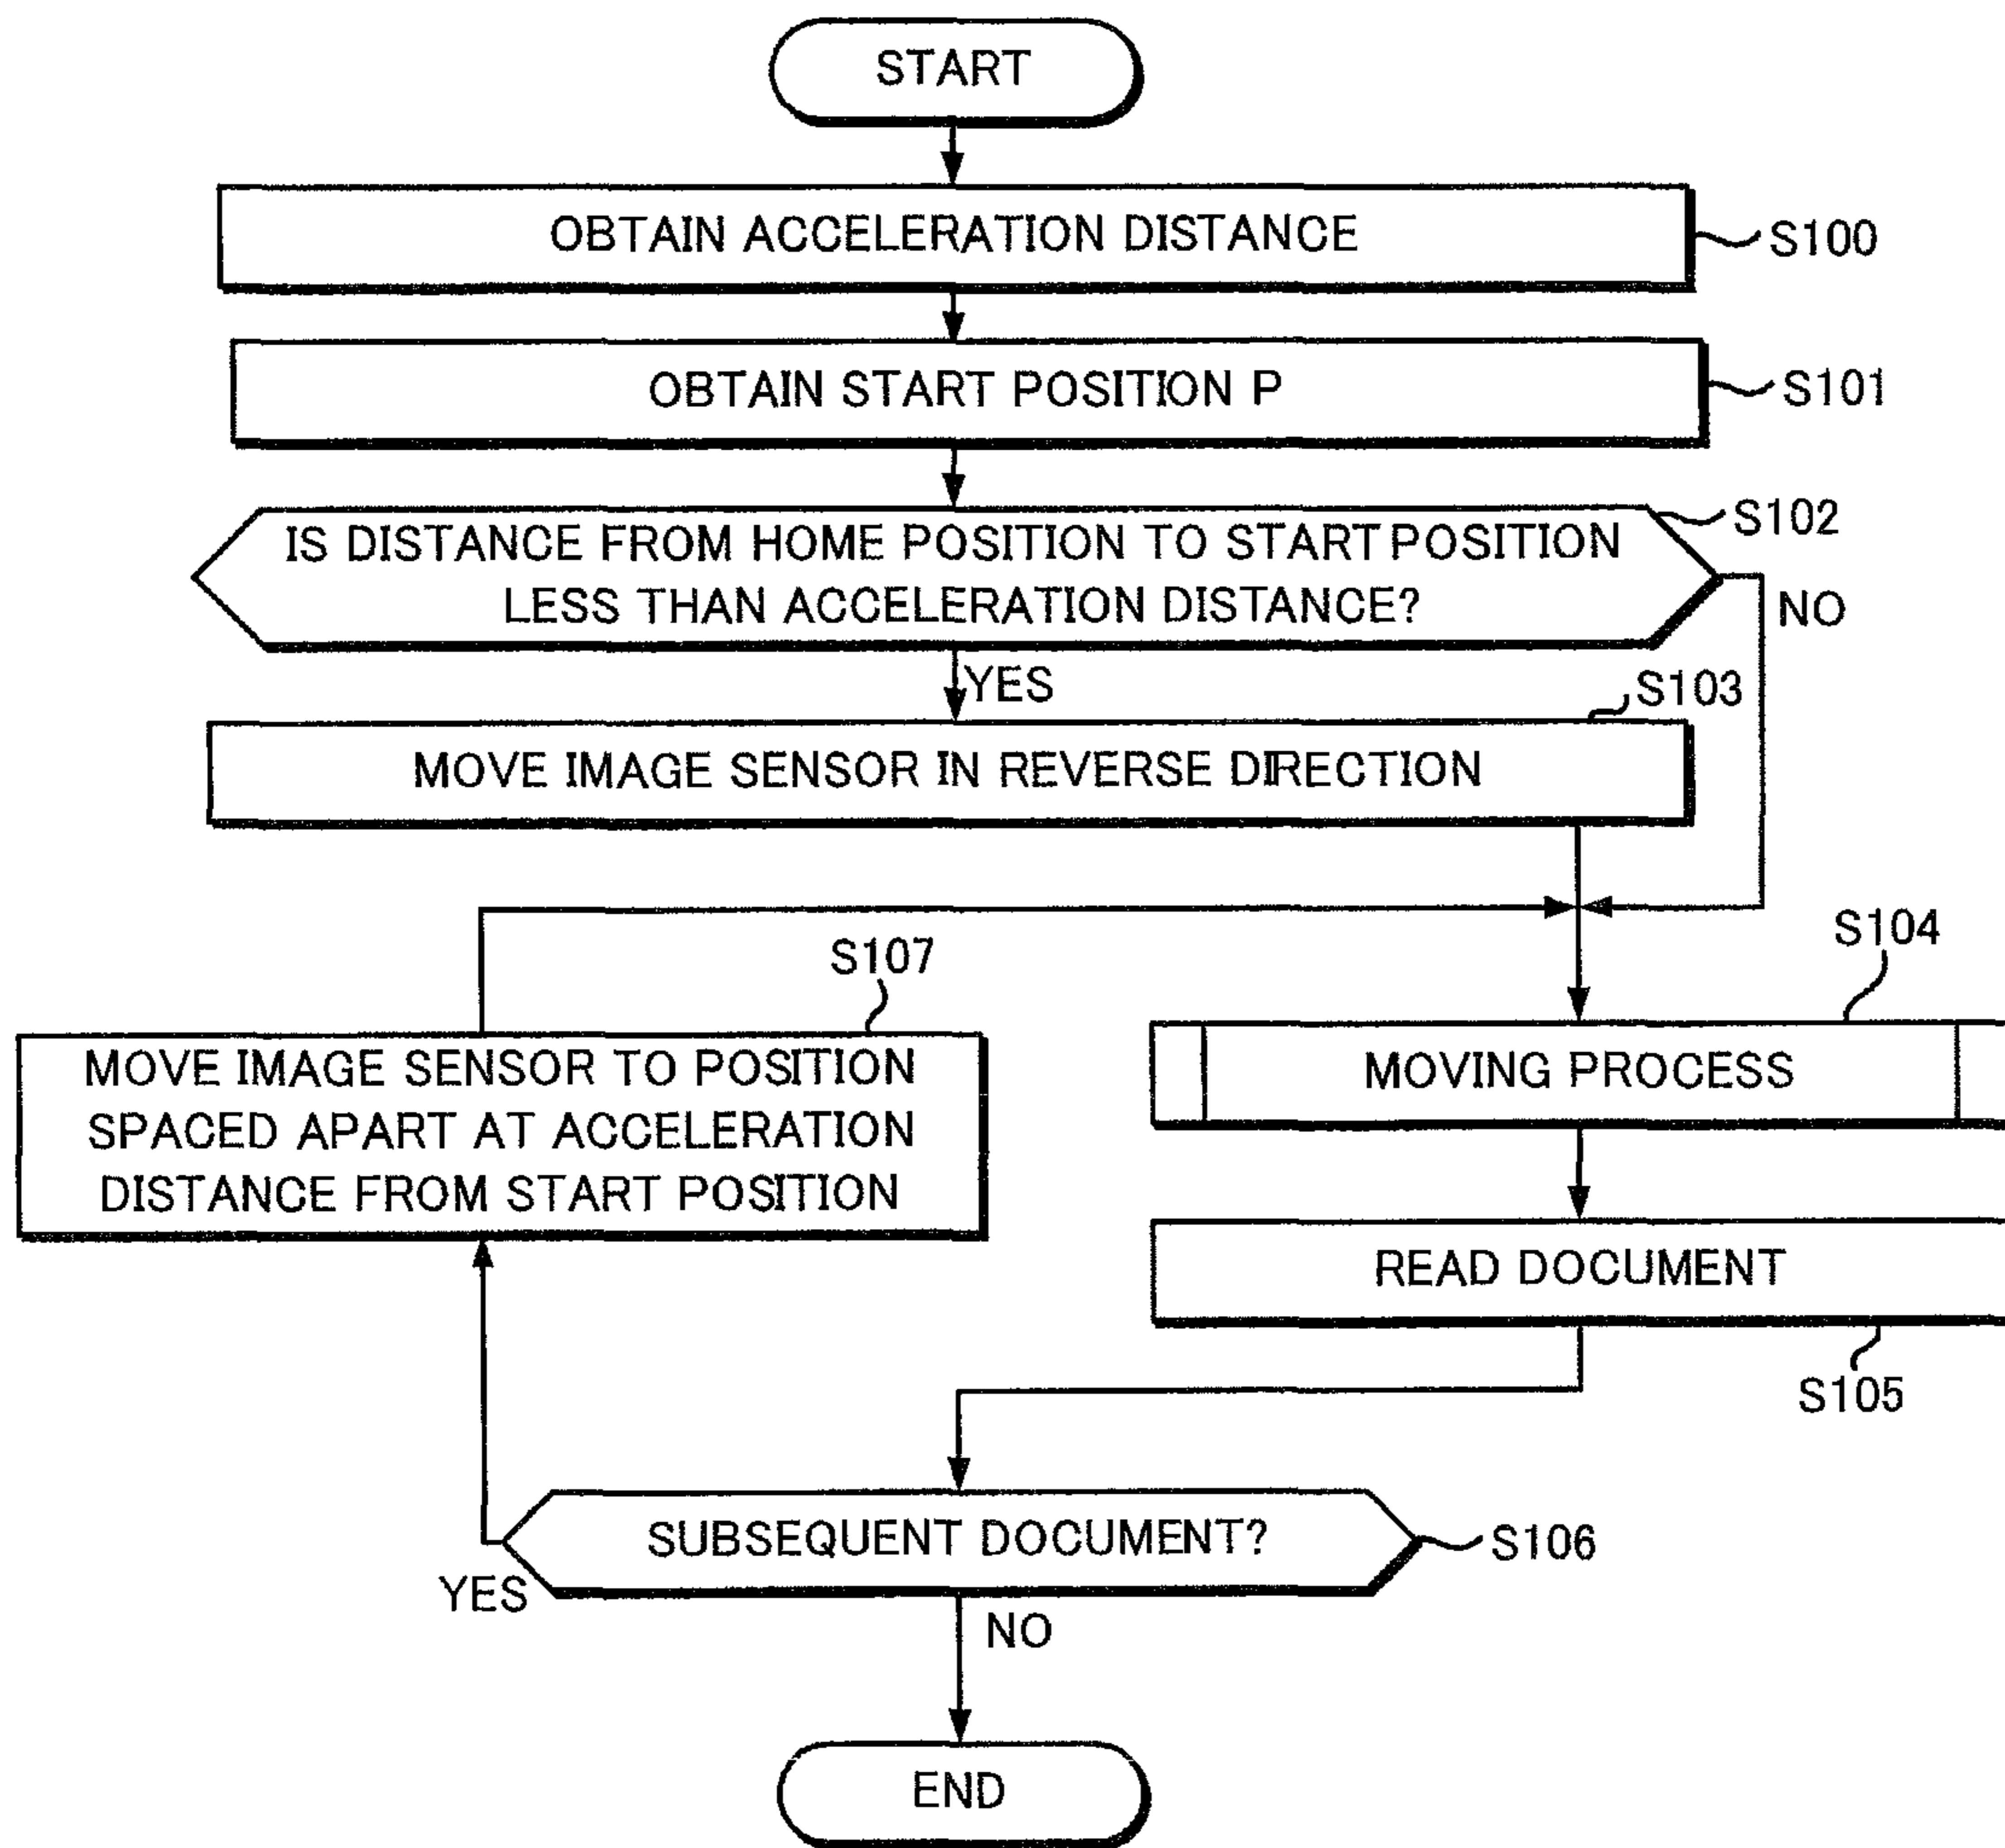 START
OBTAIN ACCELERATION DISTANCE
S100
OBTAIN START POSITION P
S101
IS DISTANCE FROM HOME POSITION TO START POSITION
LESS THAN ACCELERATION DISTANCE?
S102
NO
YES
S103
MOVE IMAGE SENSOR IN REVERSE DIRECTION
S104
MOVING PROCESS
S107
MOVE IMAGE SENSOR TO POSITION
SPACED APART AT ACCELERATION
DISTANCE FROM START POSITION
READ DOCUMENT
S105
SUBSEQUENT DOCUMENT?
S106
YES
NO
END